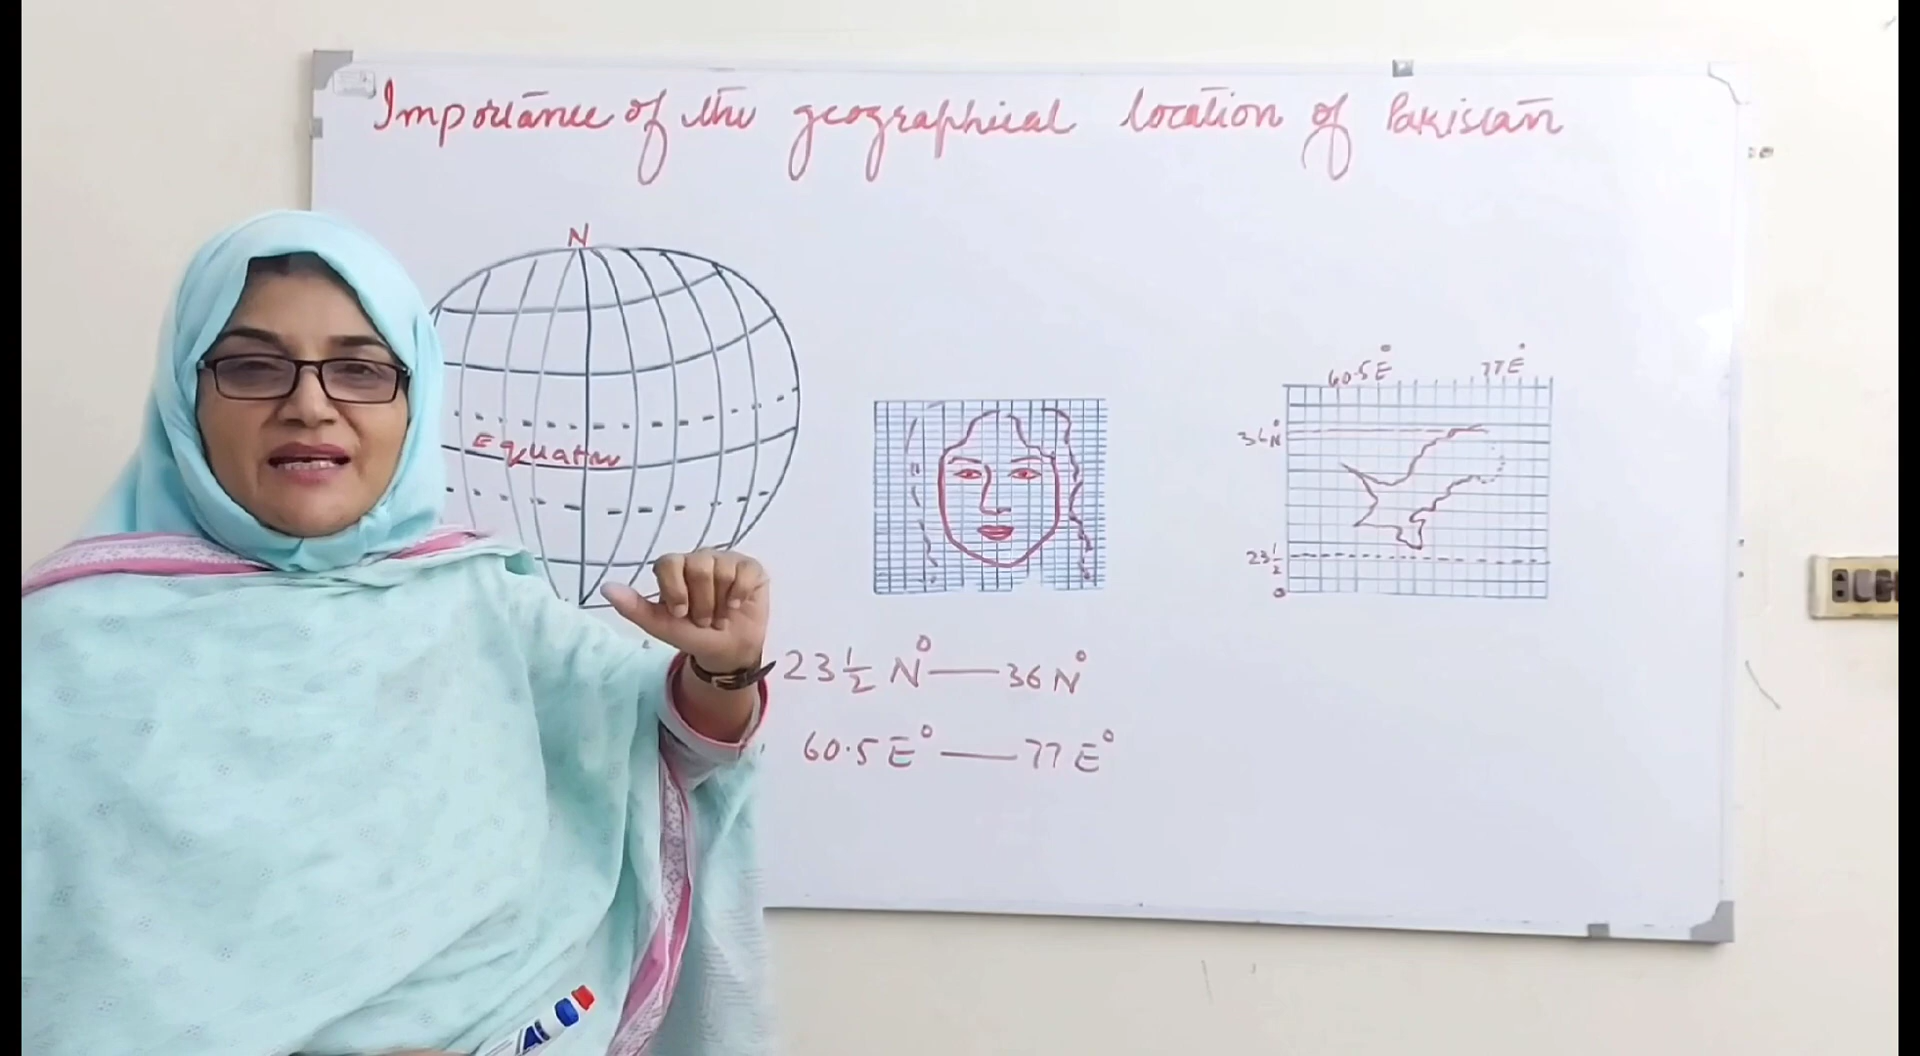 Importance of the geographical location of Pakistan
N
Equator
60.5E° 77E°
36N°
23 1/2
0
23 1/2 N° — 36 N°
60.5 E° — 77 E°